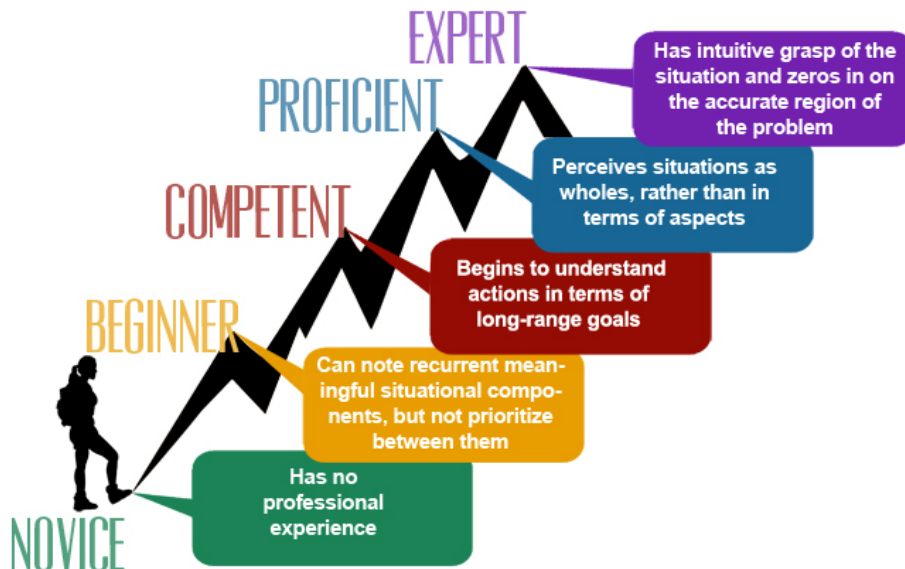 EXPERT
Has intuitive grasp of the
situation and zeros in on
the accurate region of
the problem
PROFICIENT
Perceives situations as
wholes, rather than in
terms of aspects
COMPETENT
Begins to understand
actions in terms of
long-range goals
BEGINNER
Can note recurrent mean-
ingful situational compo-
nents, but not prioritize
between them
NOVICE
Has no
professional
experience